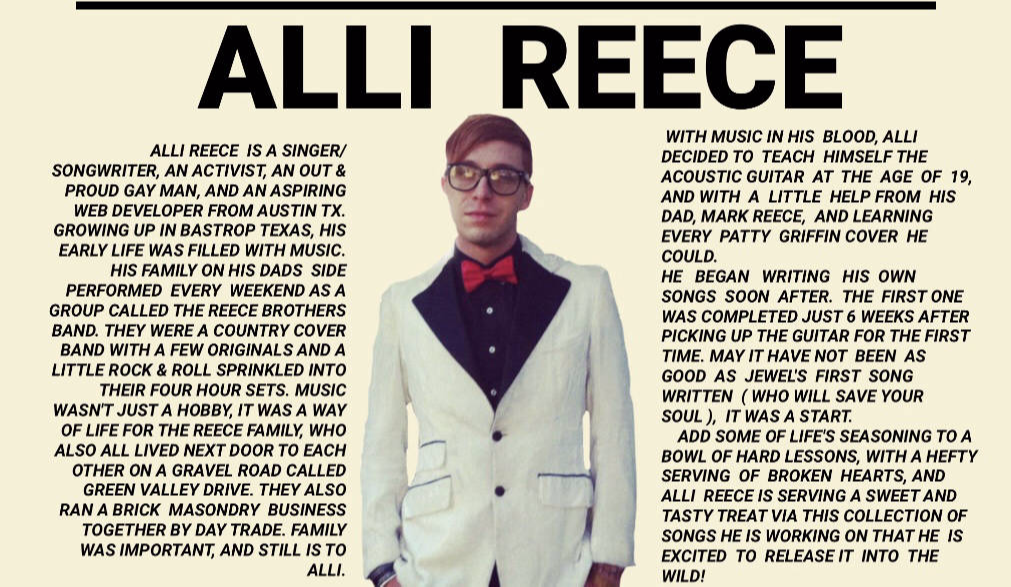 ALLI REECE
ALLI REECE IS A SINGER/
SONGWRITER, AN ACTIVIST, AN OUT &
PROUD GAY MAN, AND AN ASPIRING
WEB DEVELOPER FROM AUSTIN TX.
GROWING UP IN BASTROP TEXAS, HIS
EARLY LIFE WAS FILLED WITH MUSIC.
HIS FAMILY ON HIS DADS SIDE
PERFORMED EVERY WEEKEND AS A
GROUP CALLED THE REECE BROTHERS
BAND. THEY WERE A COUNTRY COVER
BAND WITH A FEW ORIGINALS AND A
LITTLE ROCK & ROLL SPRINKLED INTO
THEIR FOUR HOUR SETS. MUSIC
WASN'T JUST A HOBBY, IT WAS A WAY
OF LIFE FOR THE REECE FAMILY, WHO
ALSO ALL LIVED NEXT DOOR TO EACH
OTHER ON A GRAVEL ROAD CALLED
GREEN VALLEY DRIVE. THEY ALSO
RAN A BRICK MASONDRY BUSINESS
TOGETHER BY DAY TRADE. FAMILY
WAS IMPORTANT, AND STILL IS TO
ALLI.
WITH MUSIC IN HIS BLOOD, ALLI
DECIDED TO TEACH HIMSELF THE
ACOUSTIC GUITAR AT THE AGE OF 19,
AND WITH A LITTLE HELP FROM HIS
DAD, MARK REECE, AND LEARNING
EVERY PATTY GRIFFIN COVER HE
COULD.
HE BEGAN WRITING HIS OWN
SONGS SOON AFTER. THE FIRST ONE
WAS COMPLETED JUST 6 WEEKS AFTER
PICKING UP THE GUITAR FOR THE FIRST
TIME. MAY IT HAVE NOT BEEN AS
GOOD AS JEWEL'S FIRST SONG
WRITTEN ( WHO WILL SAVE YOUR
SOUL ), IT WAS A START.
ADD SOME OF LIFE'S SEASONING TO A
BOWL OF HARD LESSONS, WITH A HEFTY
SERVING OF BROKEN HEARTS, AND
ALLI REECE IS SERVING A SWEET AND
TASTY TREAT VIA THIS COLLECTION OF
SONGS HE IS WORKING ON THAT HE IS
EXCITED TO RELEASE IT INTO THE
WILD!